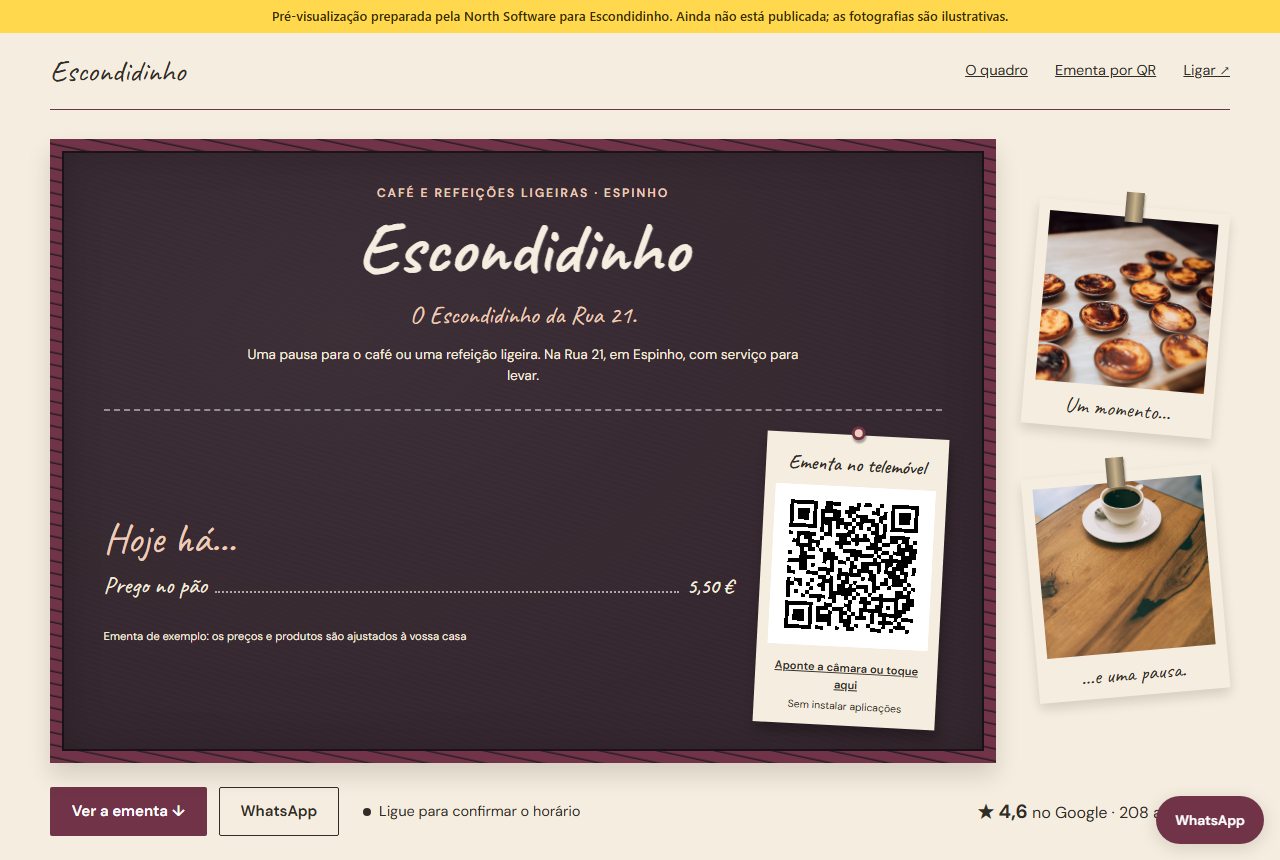 Pré-visualização preparada pela North Software para Escondidinho. Ainda não está publicada; as fotografias são ilustrativas.
Escondidinho
O quadro
Ementa por QR
Ligar ↗
CAFÉ E REFEIÇÕES LIGEIRAS · ESPINHO
Escondidinho
O Escondidinho da Rua 21.
Uma pausa para o café ou uma refeição ligeira. Na Rua 21, em Espinho, com serviço para
levar.
Hoje há...
Prego no pão
5,50 €
Ementa de exemplo: os preços e produtos são ajustados à vossa casa
Ementa no telemóvel
Aponte a câmara ou toque
aqui
Sem instalar aplicações
Um momento...
...e uma pausa.
Ver a ementa ↓
WhatsApp
Ligue para confirmar o horário
★ 4,6 no Google · 208
WhatsApp